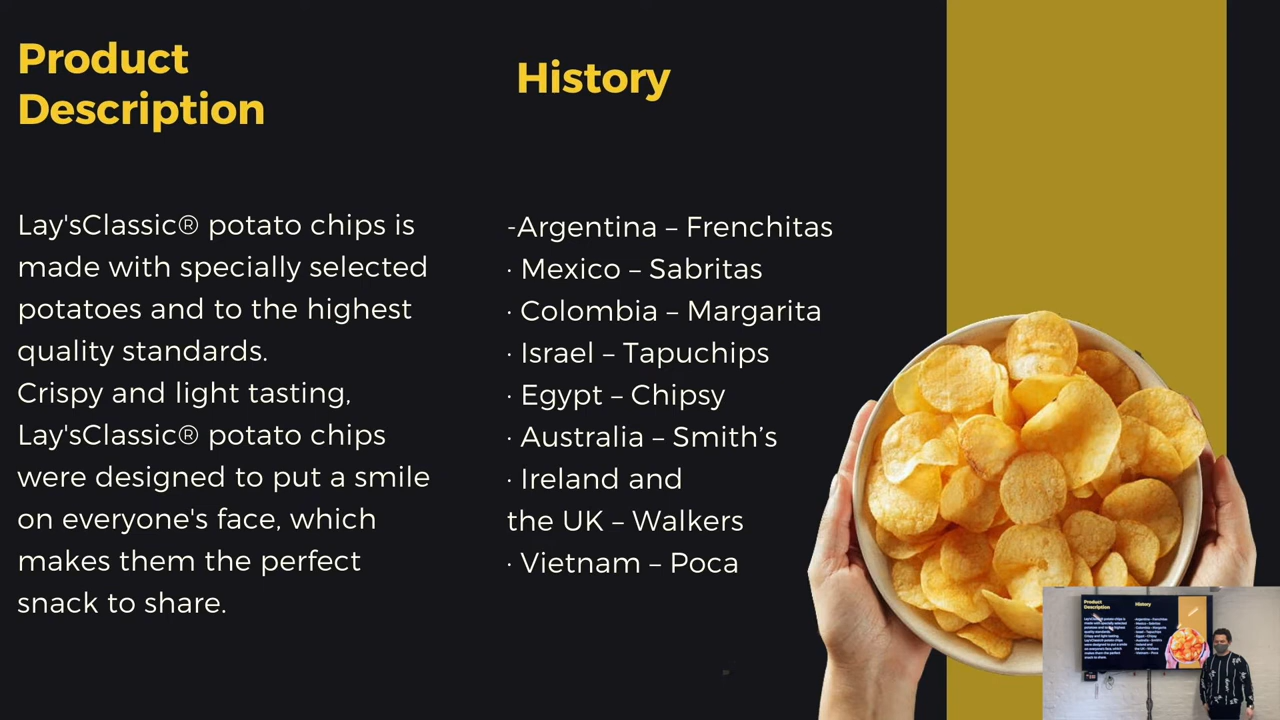 Product
Description
Lay'sClassic® potato chips is
made with specially selected
potatoes and to the highest
quality standards.
Crispy and light tasting,
Lay'sClassic® potato chips
were designed to put a smile
on everyone's face, which
makes them the perfect
snack to share.
History
-Argentina – Frenchitas
· Mexico – Sabritas
· Colombia – Margarita
· Israel – Tapuchips
· Egypt – Chipsy
· Australia – Smith’s
· Ireland and
the UK – Walkers
· Vietnam – Poca
Product
Description
History